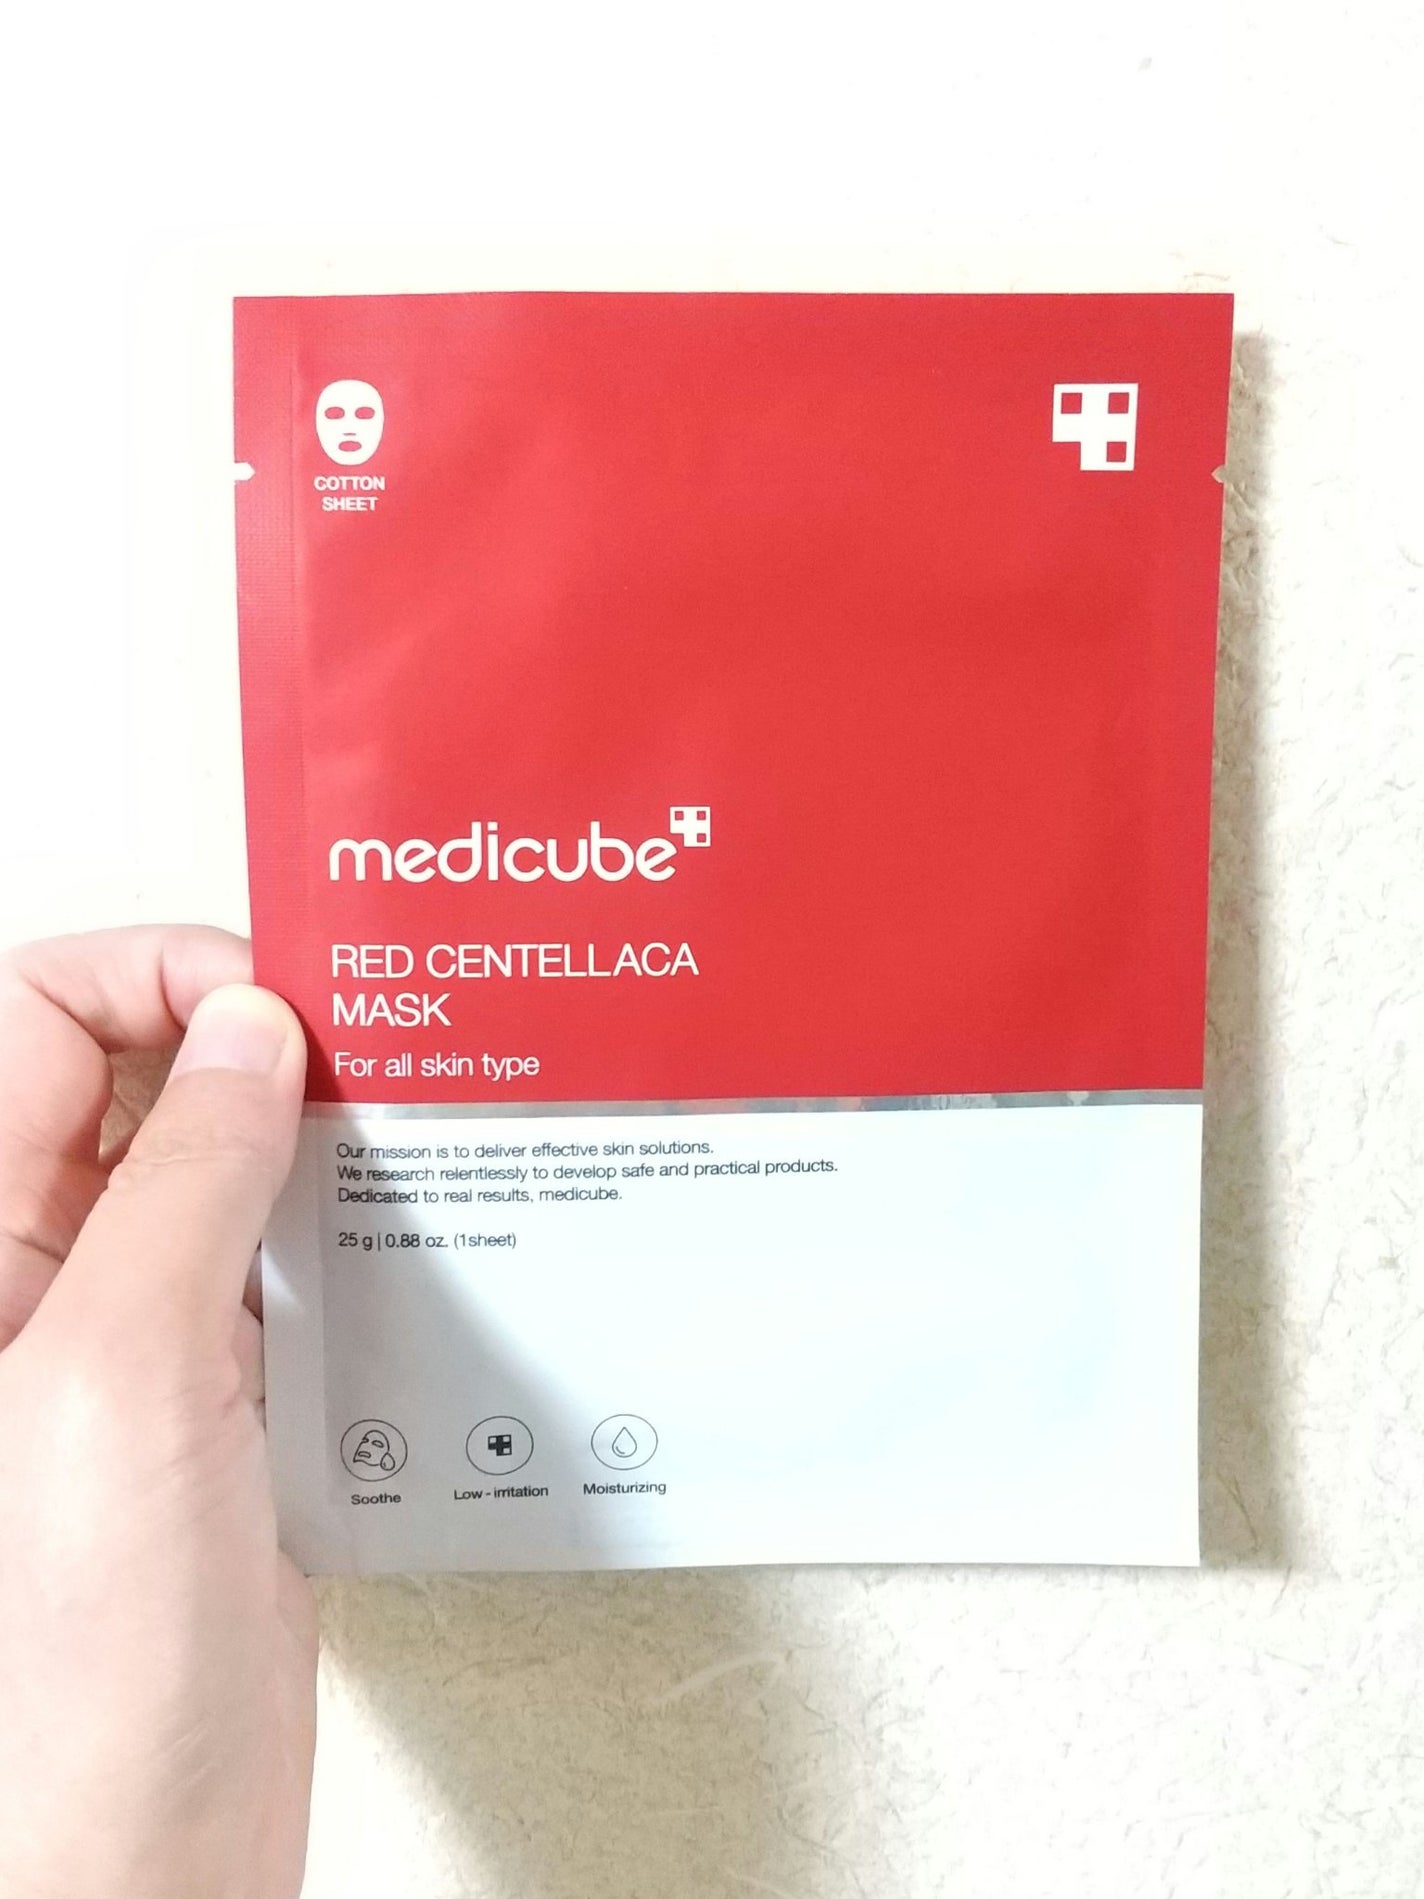 COTTON
SHEET
medicube
RED CENTELLACA
MASK
For all skin type
Our mission is to deliver effective skin solutions.
We research relentlessly to develop safe and practical products.
Dedicated to real results, medicube.
25 g | 0.88 oz. (1sheet)
Soothe
Low - irritation
Moisturizing